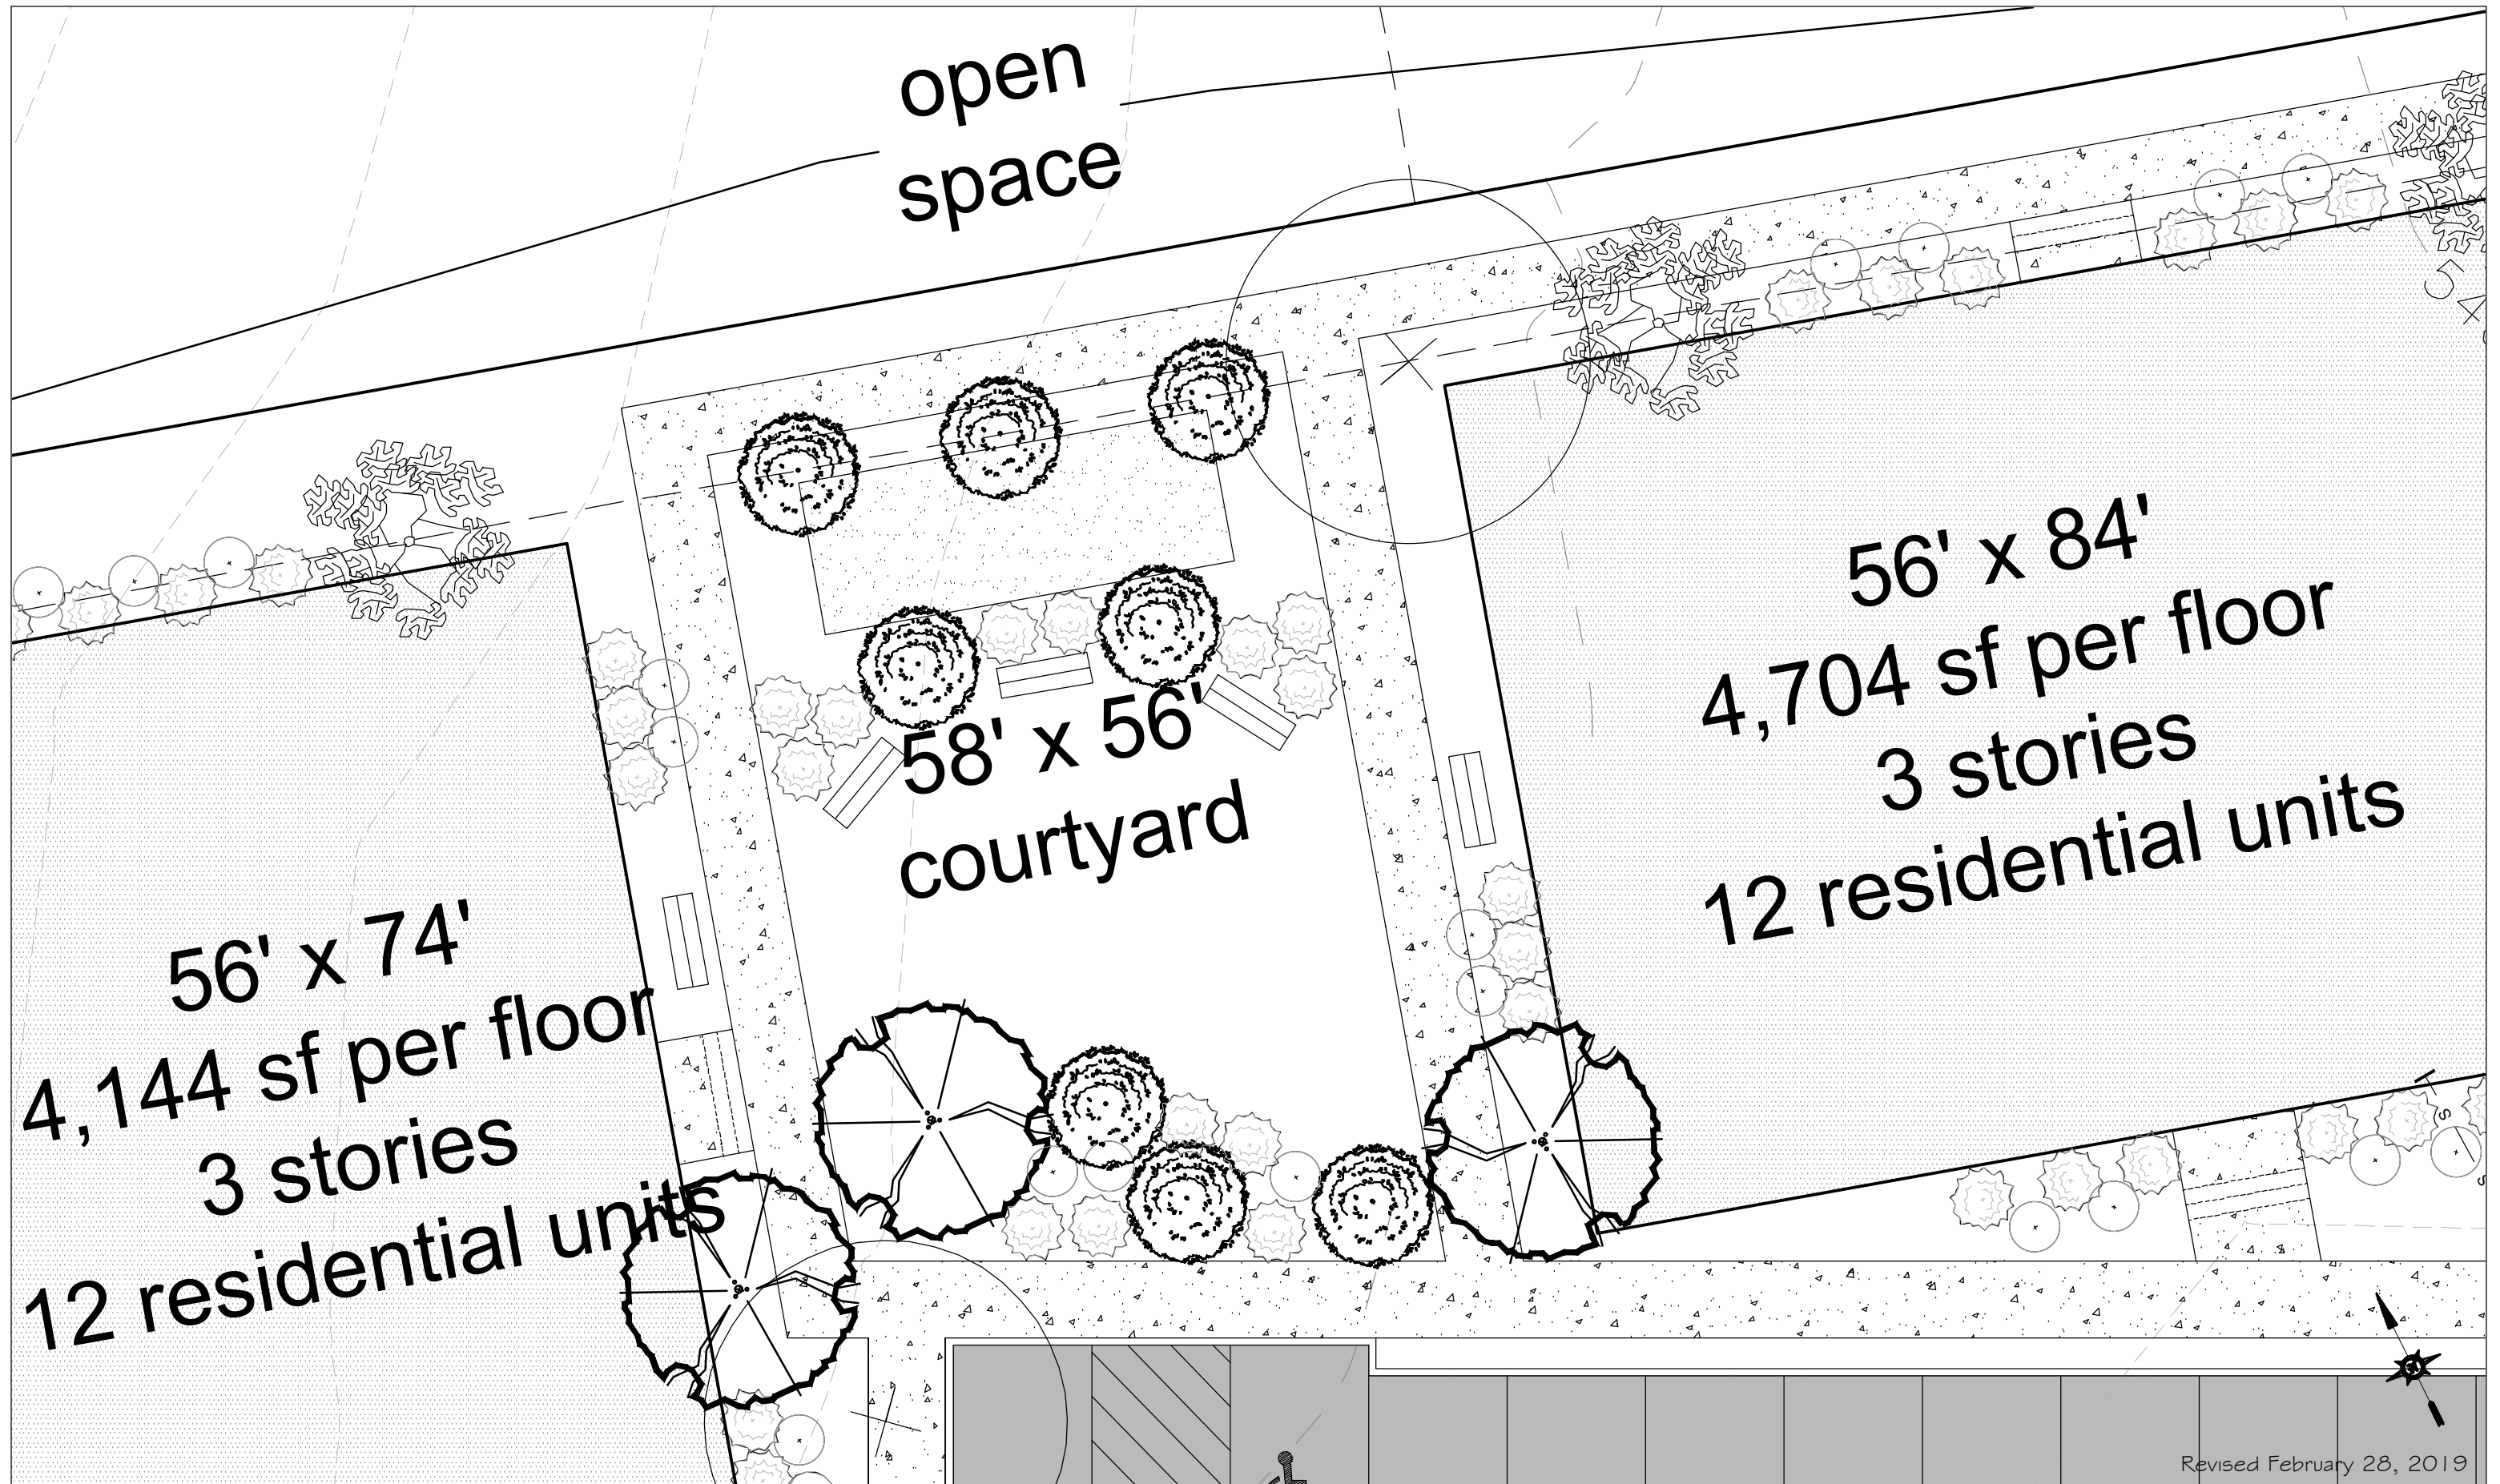 open
space
56' x 84'
4,704 sf per floor
3 stories
12 residential units
58' x 56'
courtyard
56' x 74'
4,144 sf per floor
3 stories
12 residential units
S
S
Revised February 28, 2019